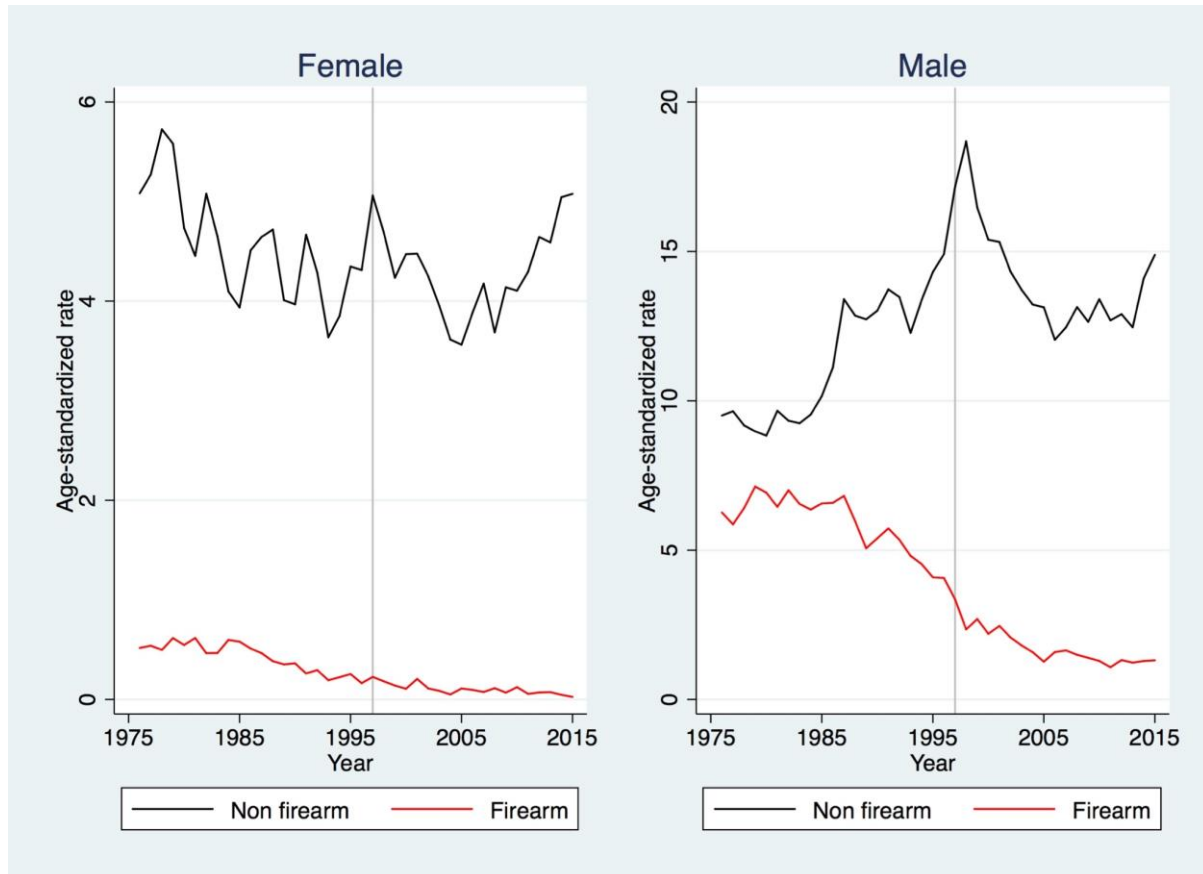 Female
Age-standardized rate
6
4
2
0
1975 1985 1995 2005 2015
Year
Non firearm Firearm
Male
Age-standardized rate
20
15
10
5
0
1975 1985 1995 2005 2015
Year
Non firearm Firearm